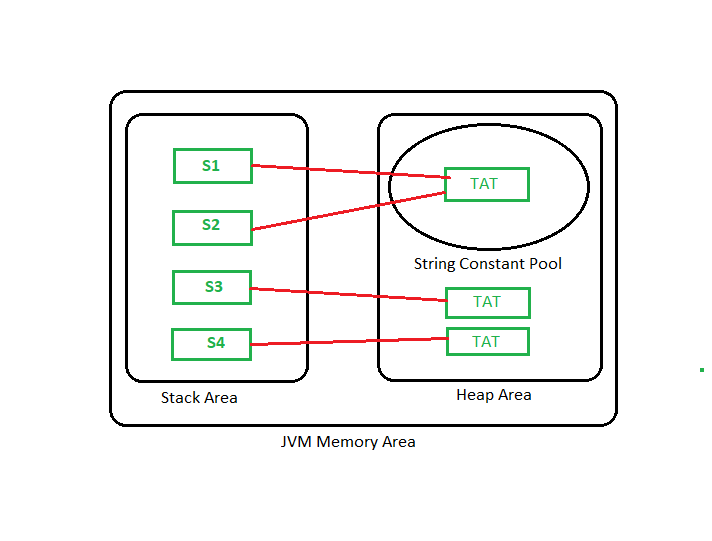 S1
TAT
S2
String Constant Pool
S3
TAT
S4
TAT
Stack Area
Heap Area
JVM Memory Area